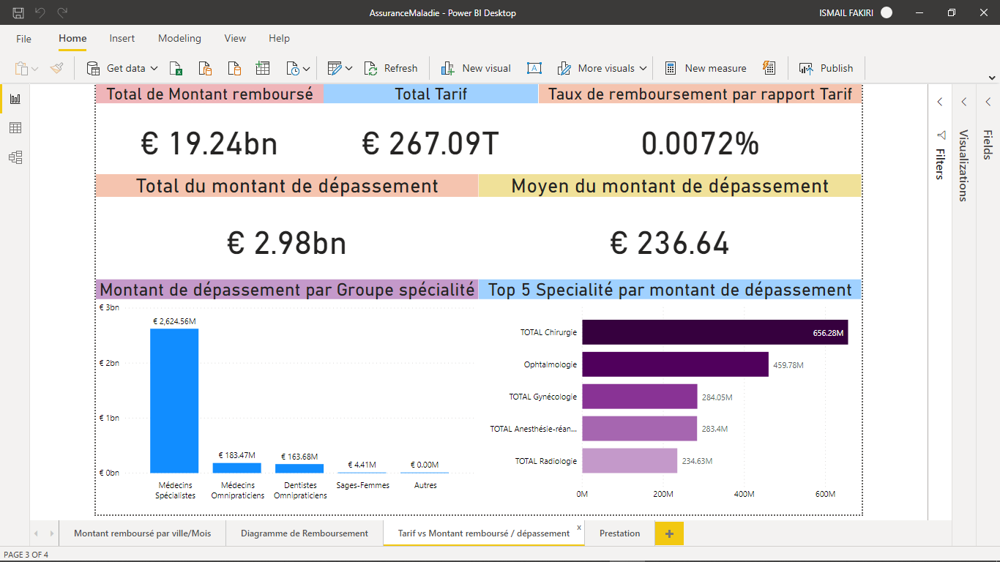 AssuranceMaladie - Power BI Desktop
ISMAIL FAKIRI
File
Home
Insert
Modeling
View
Help
Get data
Refresh
New visual
A
More visuals
New measure
Publish
Total de Montant remboursé
Total Tarif
Taux de remboursement par rapport Tarif
€ 19.24bn
€ 267.09T
0.0072%
Total du montant de dépassement
Moyen du montant de dépassement
€ 2.98bn
€ 236.64
Montant de dépassement par Groupe spécialité
€ 3bn
€ 2bn
€ 1bn
€ 0bn
€ 2,624.56M
€ 183.47M
€ 163.68M
€ 4.41M
€ 0.00M
Médecins
Spécialistes
Médecins
Omnipraticiens
Dentistes
Omnipraticiens
Sages-Femmes
Autres
Top 5 Specialité par montant de dépassement
TOTAL Chirurgie
656.28M
Ophtalmologie
459.78M
TOTAL Gynécologie
284.05M
TOTAL Anesthésie-réan...
283.4M
TOTAL Radiologie
234.63M
0M
200M
400M
600M
Filters
Visualizations
Fields
Montant remboursé par ville/Mois
Diagramme de Remboursement
Tarif vs Montant remboursé / dépassement
x
Prestation
+
PAGE 3 OF 4